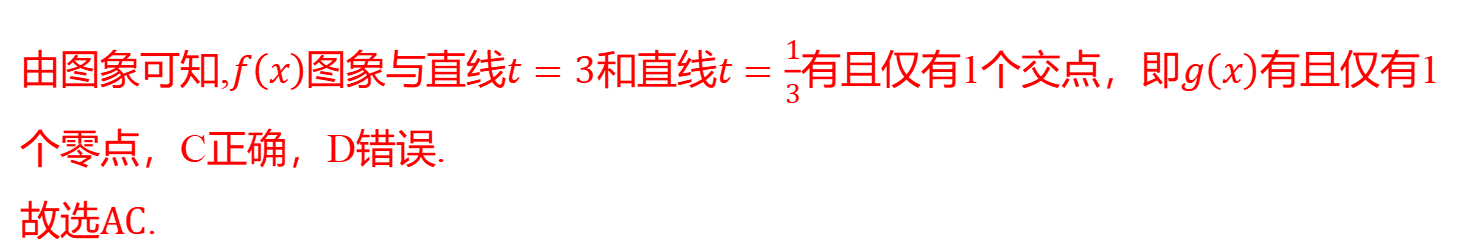 由图象可知,f(x)图象与直线t = 3和直线t = 1/3有且仅有1个交点，即g(x)有且仅有1
个零点，C正确，D错误.
故选AC.